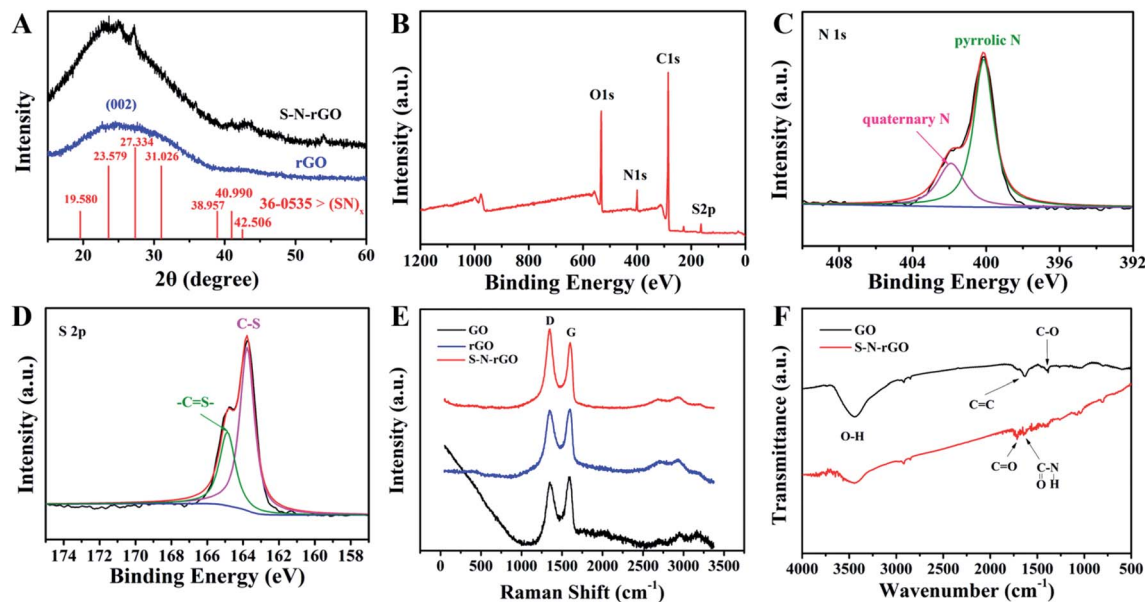 A
Intensity
(002)
S-N-rGO
rGO
27.334
23.579
31.026
19.580
40.990
38.957
42.506
36-0535 > (SN)x
20 30 40 50 60
2θ (degree)
B
Intensity (a.u.)
C1s
O1s
N1s
S2p
1200 1000 800 600 400 200 0
Binding Energy (eV)
C
Intensity (a.u.)
N 1s
pyrrolic N
quaternary N
408 404 400 396 392
Binding Energy (eV)
D
Intensity (a.u.)
S 2p
C-S
-C=S-
174 172 170 168 166 164 162 160 158
Binding Energy (eV)
E
Intensity (a.u.)
GO
rGO
S-N-rGO
D
G
0 500 1000 1500 2000 2500 3000 3500
Raman Shift (cm-1)
F
Transmittance (a.u.)
GO
S-N-rGO
C-O
C=C
O-H
C=O
C-N
O H
4000 3500 3000 2500 2000 1500 1000 500
Wavenumber (cm-1)